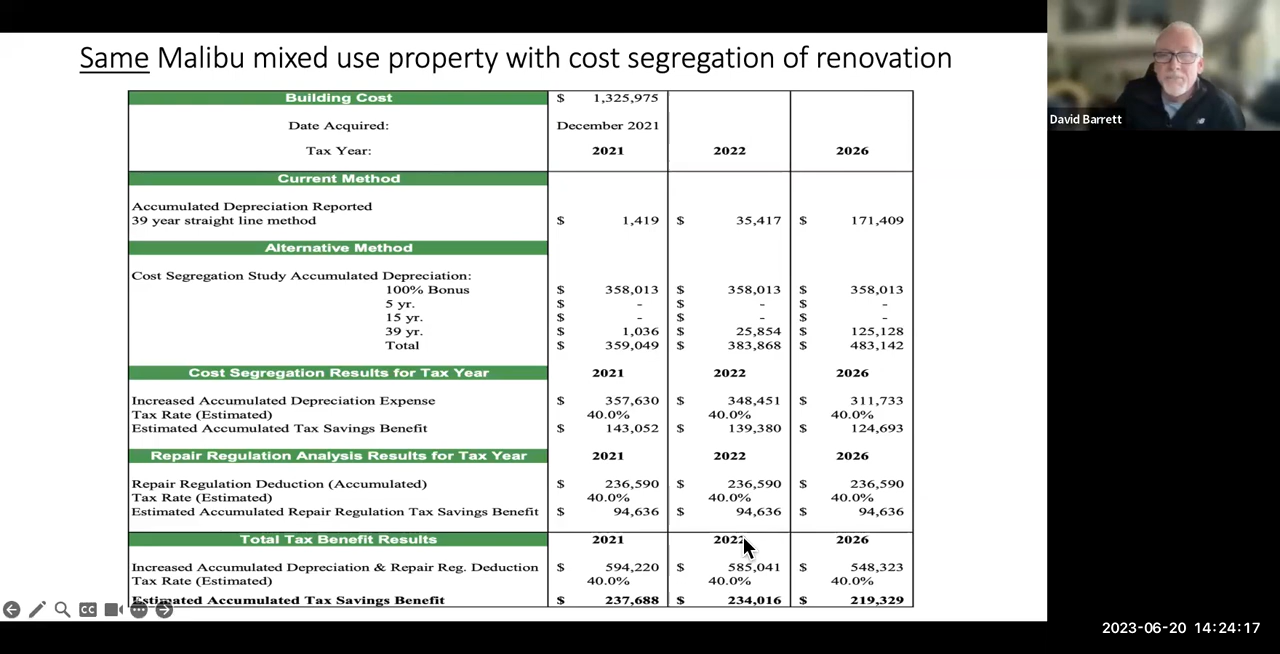 Same Malibu mixed use property with cost segregation of renovation
David Barrett
Building Cost $ 1,325,975
Date Acquired: December 2021
Tax Year: 2021 2022 2026
Current Method
Accumulated Depreciation Reported
39 year straight line method $ 1,419 $ 35,417 $ 171,409
Alternative Method
Cost Segregation Study Accumulated Depreciation:
100% Bonus $ 358,013 $ 358,013 $ 358,013
5 yr. $ - $ - $ -
15 yr. $ - $ - $ -
39 yr. $ 1,036 $ 25,854 $ 125,128
Total $ 359,049 $ 383,868 $ 483,142
Cost Segregation Results for Tax Year 2021 2022 2026
Increased Accumulated Depreciation Expense $ 357,630 $ 348,451 $ 311,733
Tax Rate (Estimated) 40.0% 40.0% 40.0%
Estimated Accumulated Tax Savings Benefit $ 143,052 $ 139,380 $ 124,693
Repair Regulation Analysis Results for Tax Year 2021 2022 2026
Repair Regulation Deduction (Accumulated) $ 236,590 $ 236,590 $ 236,590
Tax Rate (Estimated) 40.0% 40.0% 40.0%
Estimated Accumulated Repair Regulation Tax Savings Benefit $ 94,636 $ 94,636 $ 94,636
Total Tax Benefit Results 2021 2022 2026
Increased Accumulated Depreciation & Repair Reg. Deduction $ 594,220 $ 585,041 $ 548,323
Tax Rate (Estimated) 40.0% 40.0% 40.0%
Estimated Accumulated Tax Savings Benefit $ 237,688 $ 234,016 $ 219,329
CC
2023-06-20 14:24:17